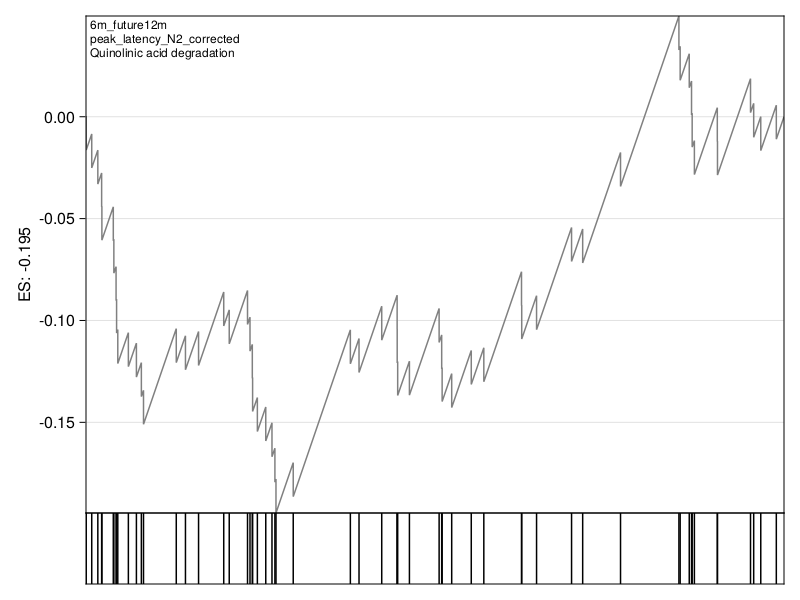 6m_future12m
peak_latency_N2_corrected
Quinolinic acid degradation
0.00
-0.05
-0.10
-0.15
ES: -0.195